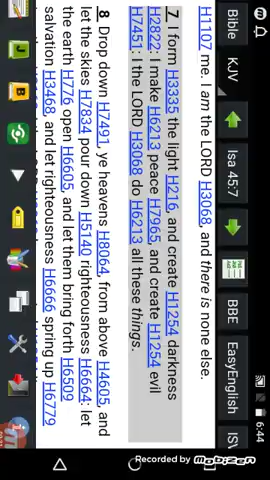 6:44
Bible
KJV
Isa 45:7
BBE
EasyEnglish
ISV
H1107 me. I am the LORD H3068, and there is none else.
7 I form H3335 the light H216, and create H1254 darkness
H2822: I make H6213 peace H7965, and create H1254 evil
H7451: I the LORD H3068 do H6213 all these things.
8 Drop down H7491, ye heavens H8064, from above H4605, and
let the skies H7834 pour down H5140 righteousness H6664: let
the earth H776 open H6605, and let them bring forth H6509
salvation H3468, and let righteousness H6666 spring up H6779
Recorded by mobizen